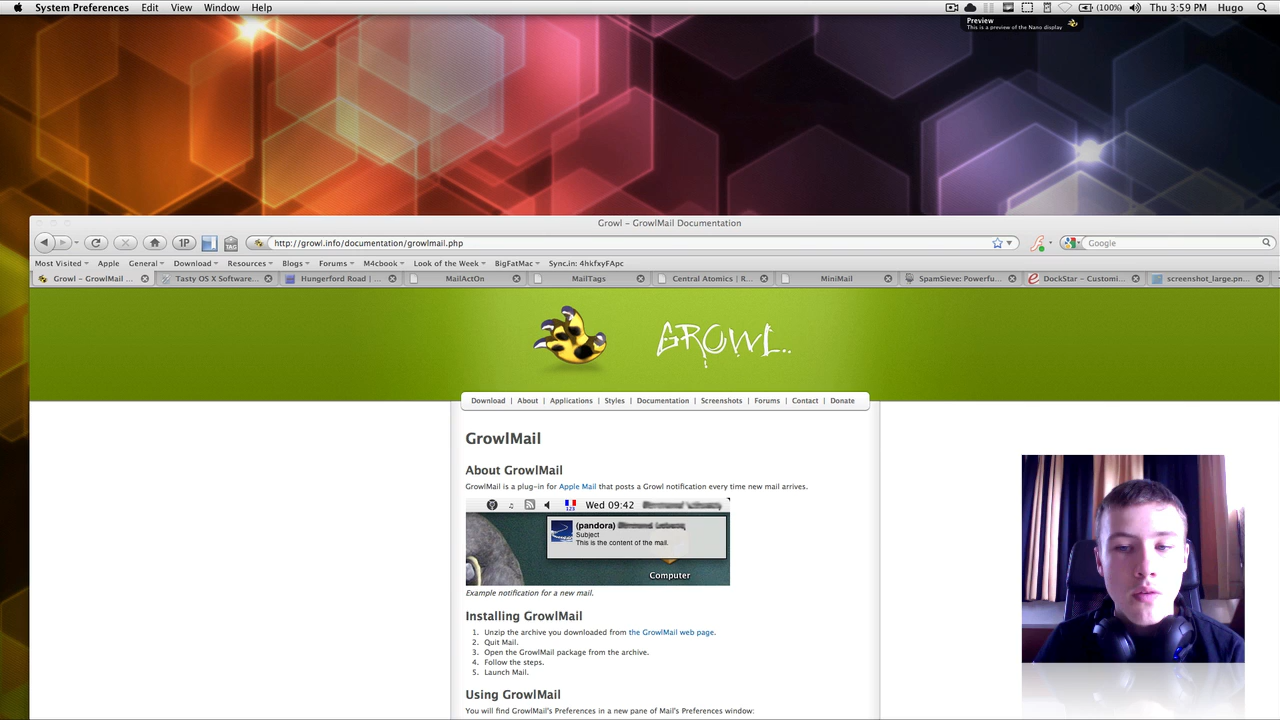 System Preferences Edit View Window Help (100%) Thu 3:59 PM Hugo
Preview
This is a preview of the Nano display
Growl – GrowlMail Documentation
1P TAG http://growl.info/documentation/growlmail.php Google
Most Visited Apple General Download Resources Blogs Forums M4cbook Look of the Week BigFatMac Sync.in: 4hkfxyFApc
Growl – GrowlMail ... Tasty OS X Software... Hungerford Road | ... MailActOn MailTags Central Atomics | R... MiniMail SpamSieve: Powerfu... DockStar – Customi... screenshot_large.pn...
GROWL..
Download | About | Applications | Styles | Documentation | Screenshots | Forums | Contact | Donate
GrowlMail
About GrowlMail
GrowlMail is a plug-in for Apple Mail that posts a Growl notification every time new mail arrives.
123 Wed 09:42
(pandora)
Subject
This is the content of the mail.
Computer
Example notification for a new mail.
Installing GrowlMail
1. Unzip the archive you downloaded from the GrowlMail web page.
2. Quit Mail.
3. Open the GrowlMail package from the archive.
4. Follow the steps.
5. Launch Mail.
Using GrowlMail
You will find GrowlMail's Preferences in a new pane of Mail's Preferences window: